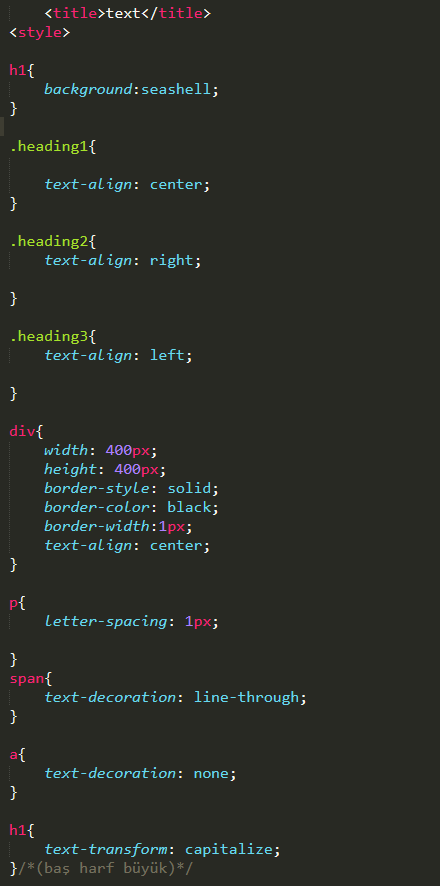 <title>text</title>
<style>
h1{
background:seashell;
}
.heading1{
text-align: center;
}
.heading2{
text-align: right;
}
.heading3{
text-align: left;
}
div{
width: 400px;
height: 400px;
border-style: solid;
border-color: black;
border-width:1px;
text-align: center;
}
p{
letter-spacing: 1px;
}
span{
text-decoration: line-through;
}
a{
text-decoration: none;
}
h1{
text-transform: capitalize;
}/*(baş harf büyük)*/